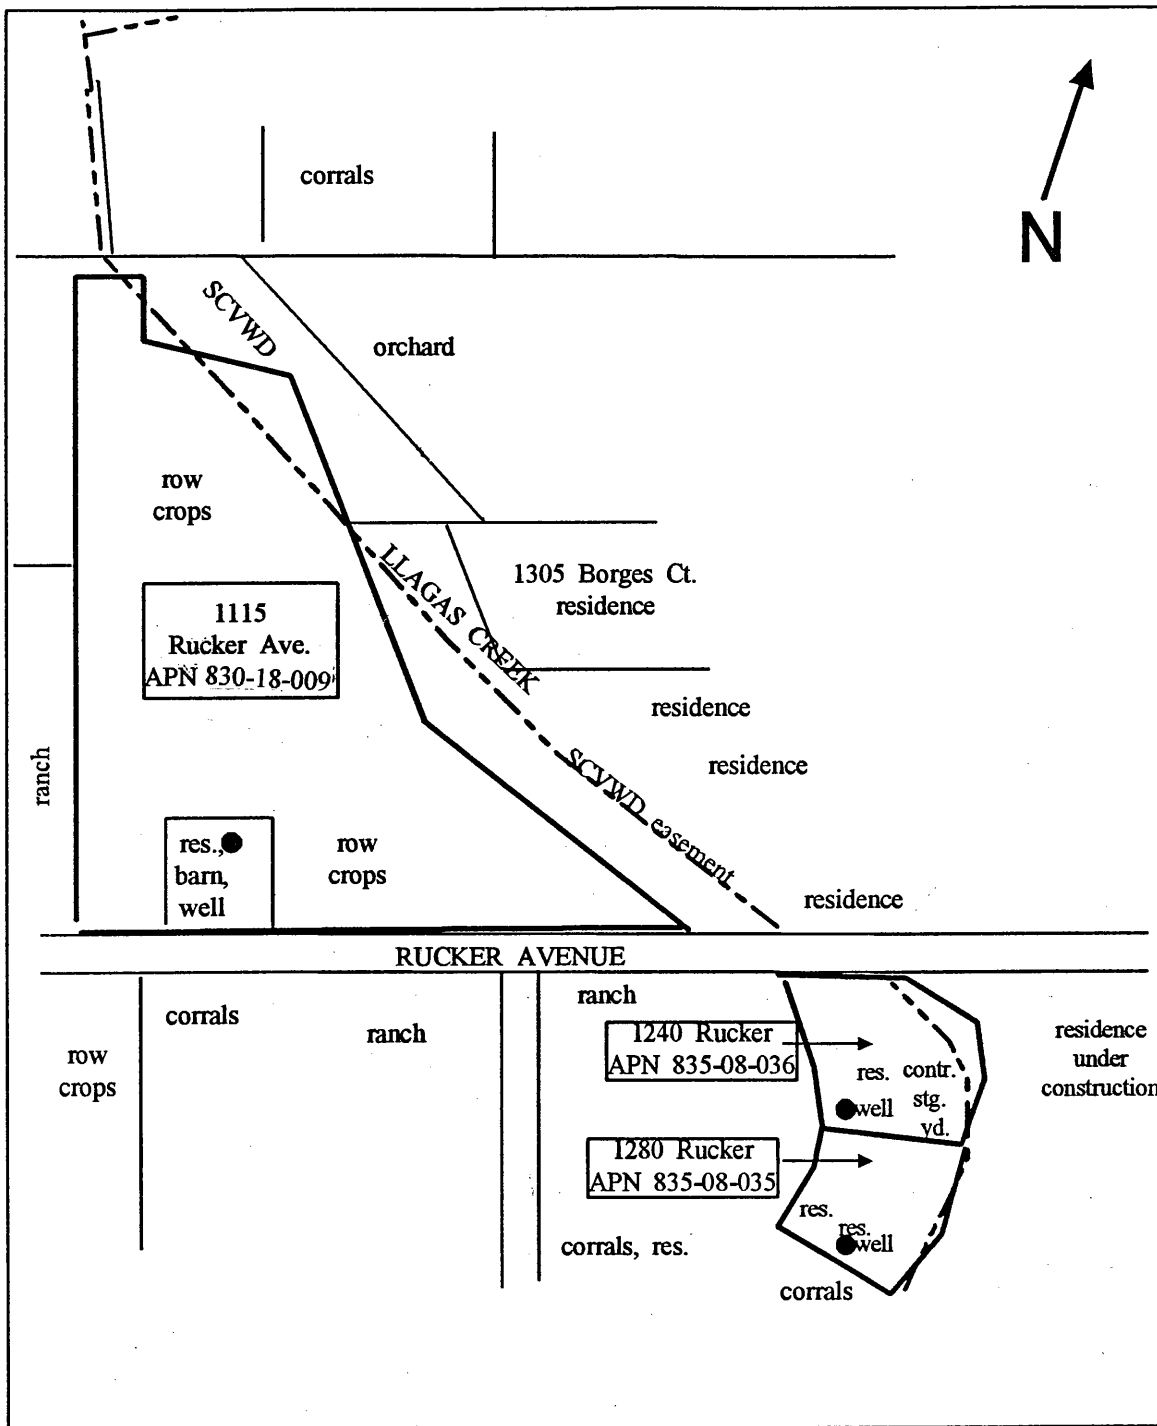 corrals
N
SCVWD
orchard
row
crops
LLAGAS CREEK
1305 Borges Ct.
residence
1115
Rucker Ave.
APN 830-18-009
residence
residence
SCVWD easement
ranch
res.,
barn,
well
row
crops
residence
RUCKER AVENUE
corrals
ranch
ranch
row
crops
1240 Rucker
APN 835-08-036
res.
contr.
stg.
yd.
well
residence
under
construction
1280 Rucker
APN 835-08-035
res.
res.
well
corrals, res.
corrals